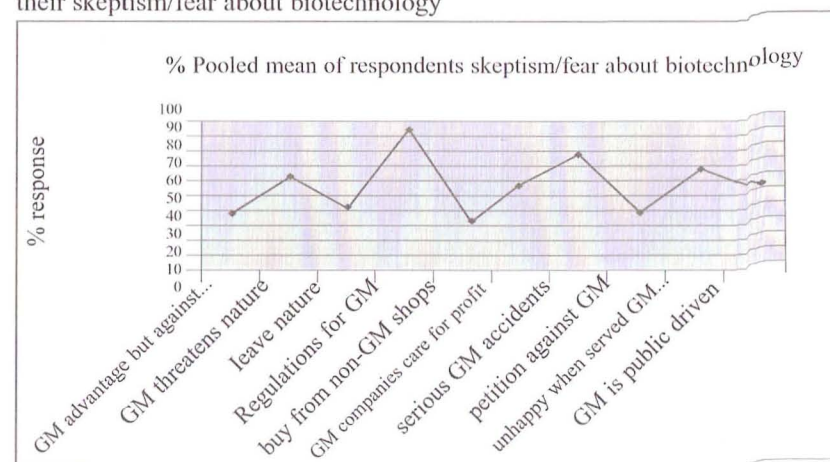 their skeptism/fear about biotechnology
% Pooled mean of respondents skeptism/fear about biotechnology
% response
100
90
80
70
60
50
40
30
20
10
0
GM advantage but against...
GM threatens nature
leave nature
Regulations for GM
buy from non-GM shops
GM companies care for profit
serious GM accidents
petition against GM
unhappy when served GM...
GM is public driven